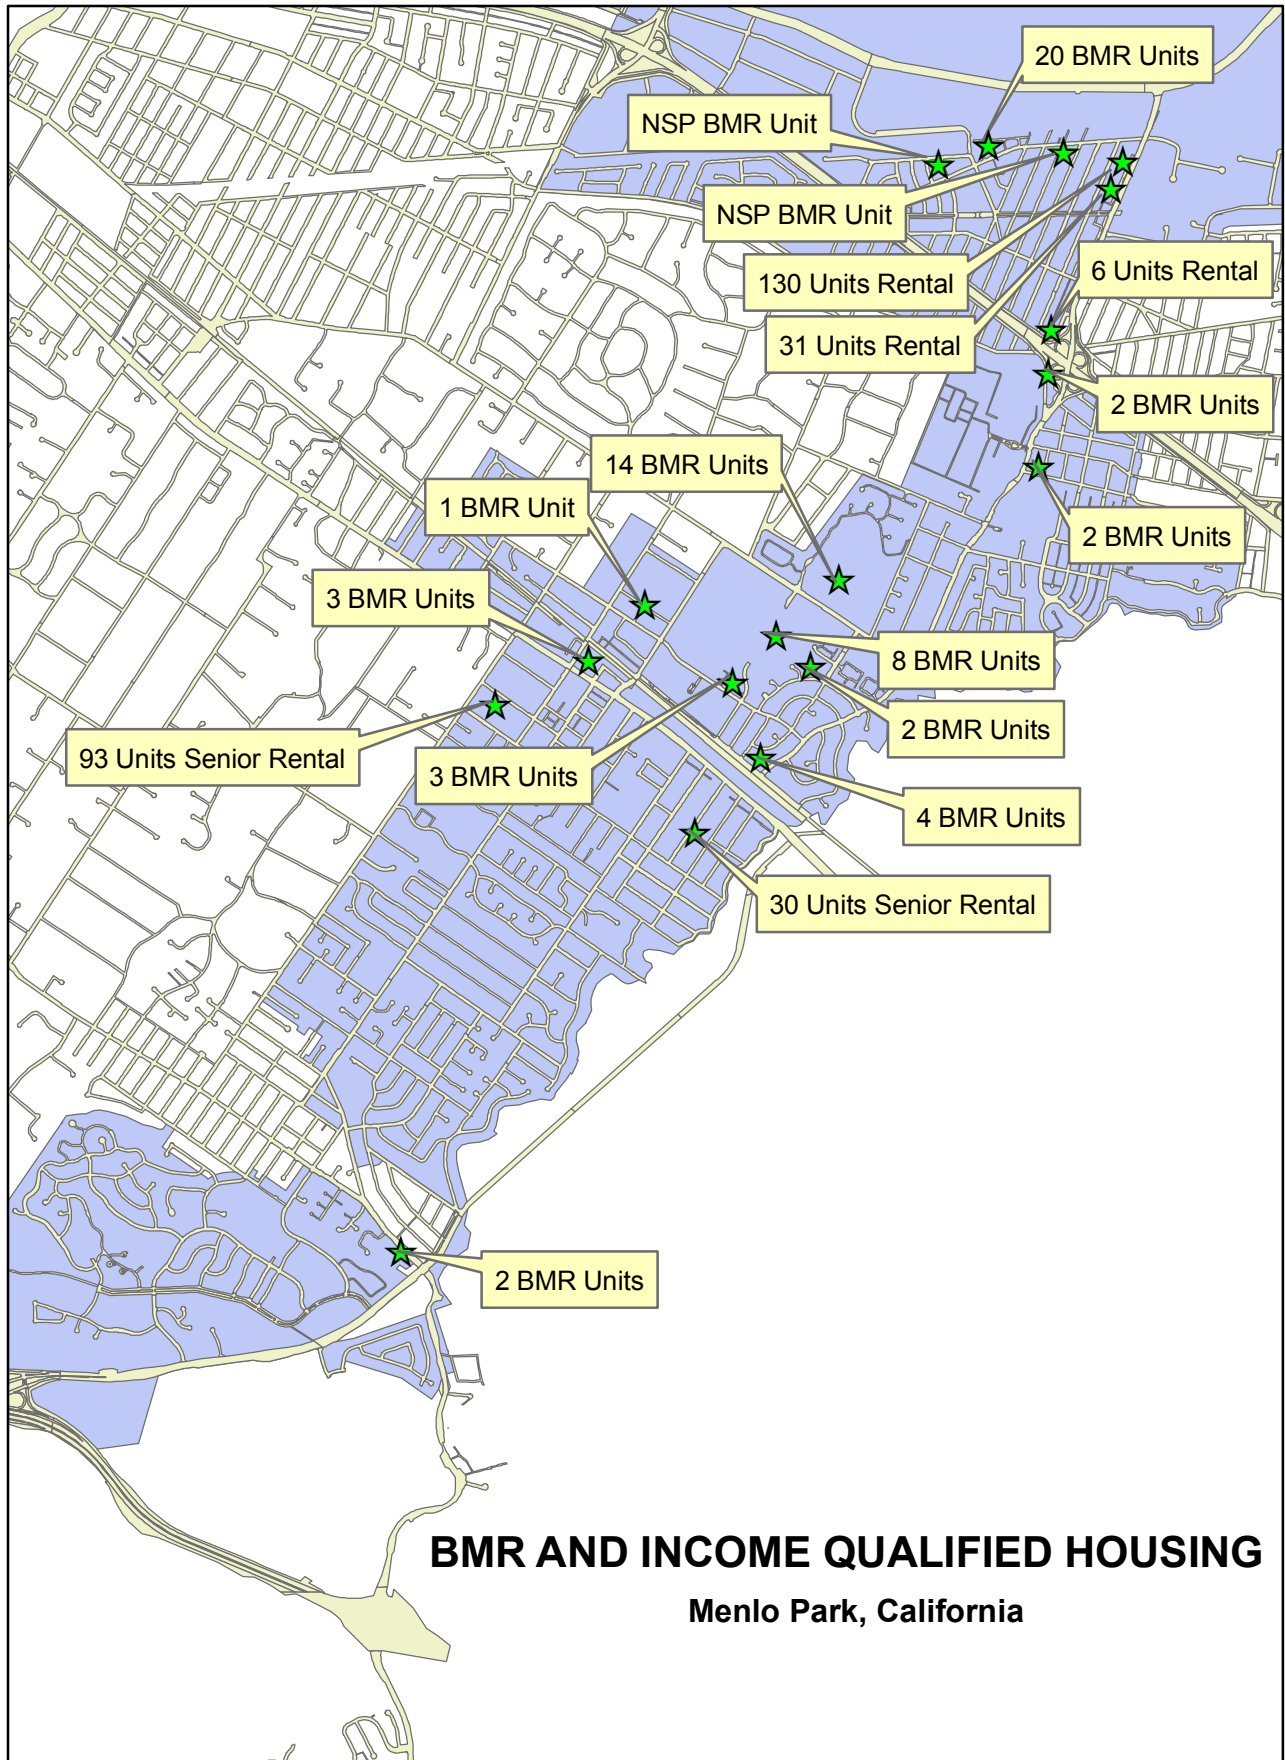 20 BMR Units
NSP BMR Unit
NSP BMR Unit
6 Units Rental
130 Units Rental
31 Units Rental
2 BMR Units
14 BMR Units
1 BMR Unit
2 BMR Units
3 BMR Units
8 BMR Units
2 BMR Units
93 Units Senior Rental
3 BMR Units
4 BMR Units
30 Units Senior Rental
2 BMR Units
BMR AND INCOME QUALIFIED HOUSING
Menlo Park, California